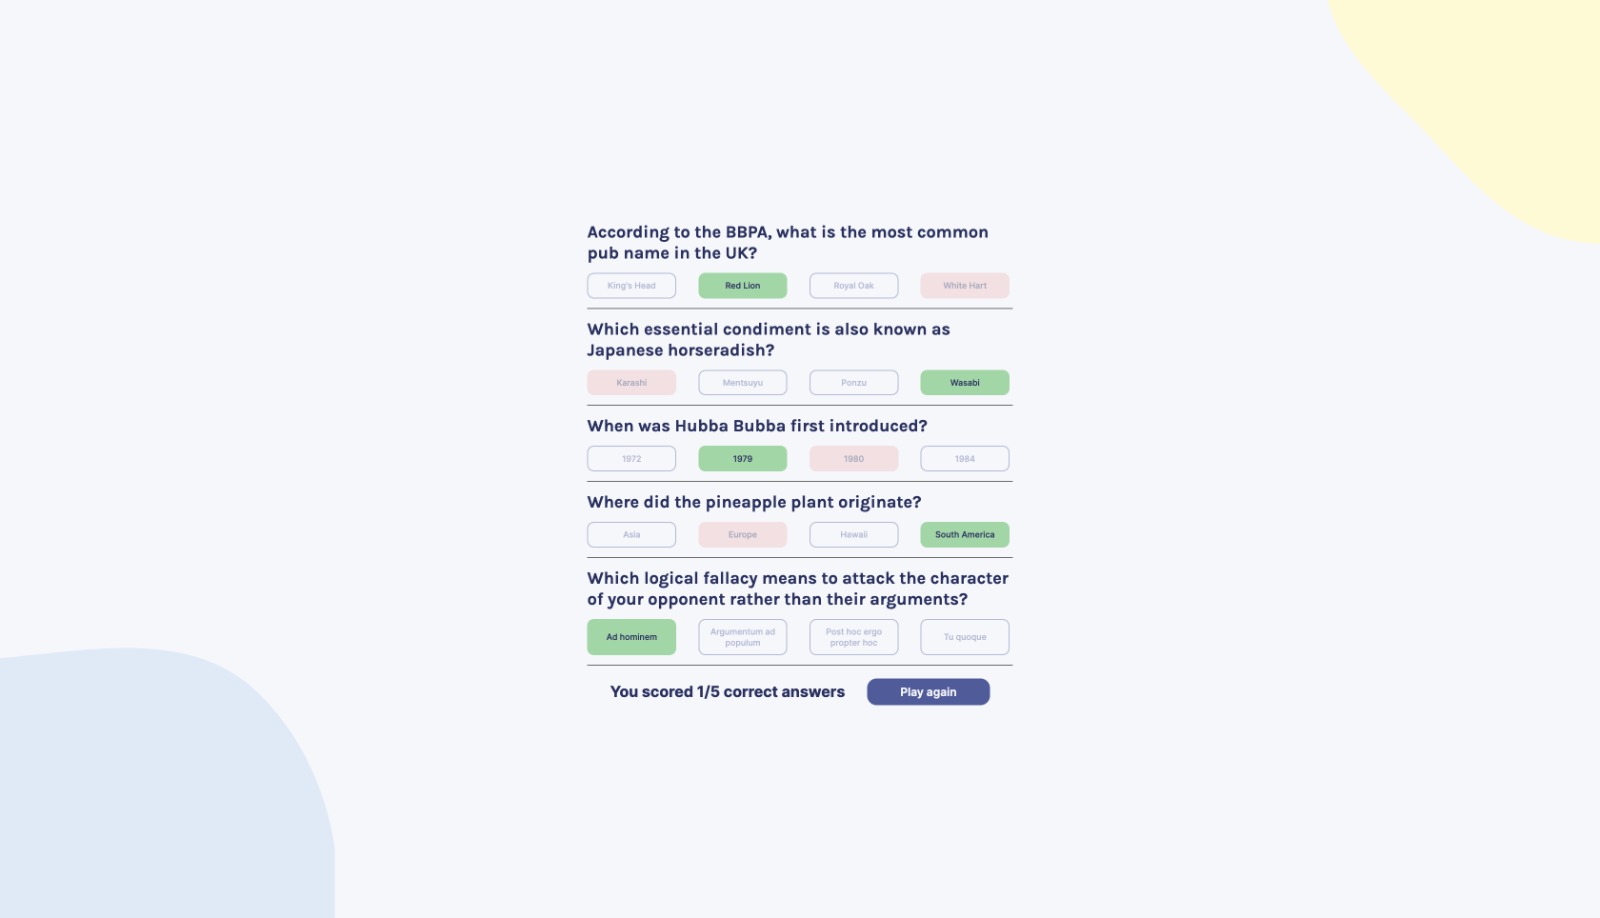 According to the BBPA, what is the most common
pub name in the UK?
King's Head Red Lion Royal Oak White Hart
Which essential condiment is also known as
Japanese horseradish?
Karashi Mentsuyu Ponzu Wasabi
When was Hubba Bubba first introduced?
1972 1979 1980 1984
Where did the pineapple plant originate?
Asia Europe Hawaii South America
Which logical fallacy means to attack the character
of your opponent rather than their arguments?
Ad hominem
Argumentum ad
populum
Post hoc ergo
propter hoc
Tu quoque
You scored 1/5 correct answers Play again